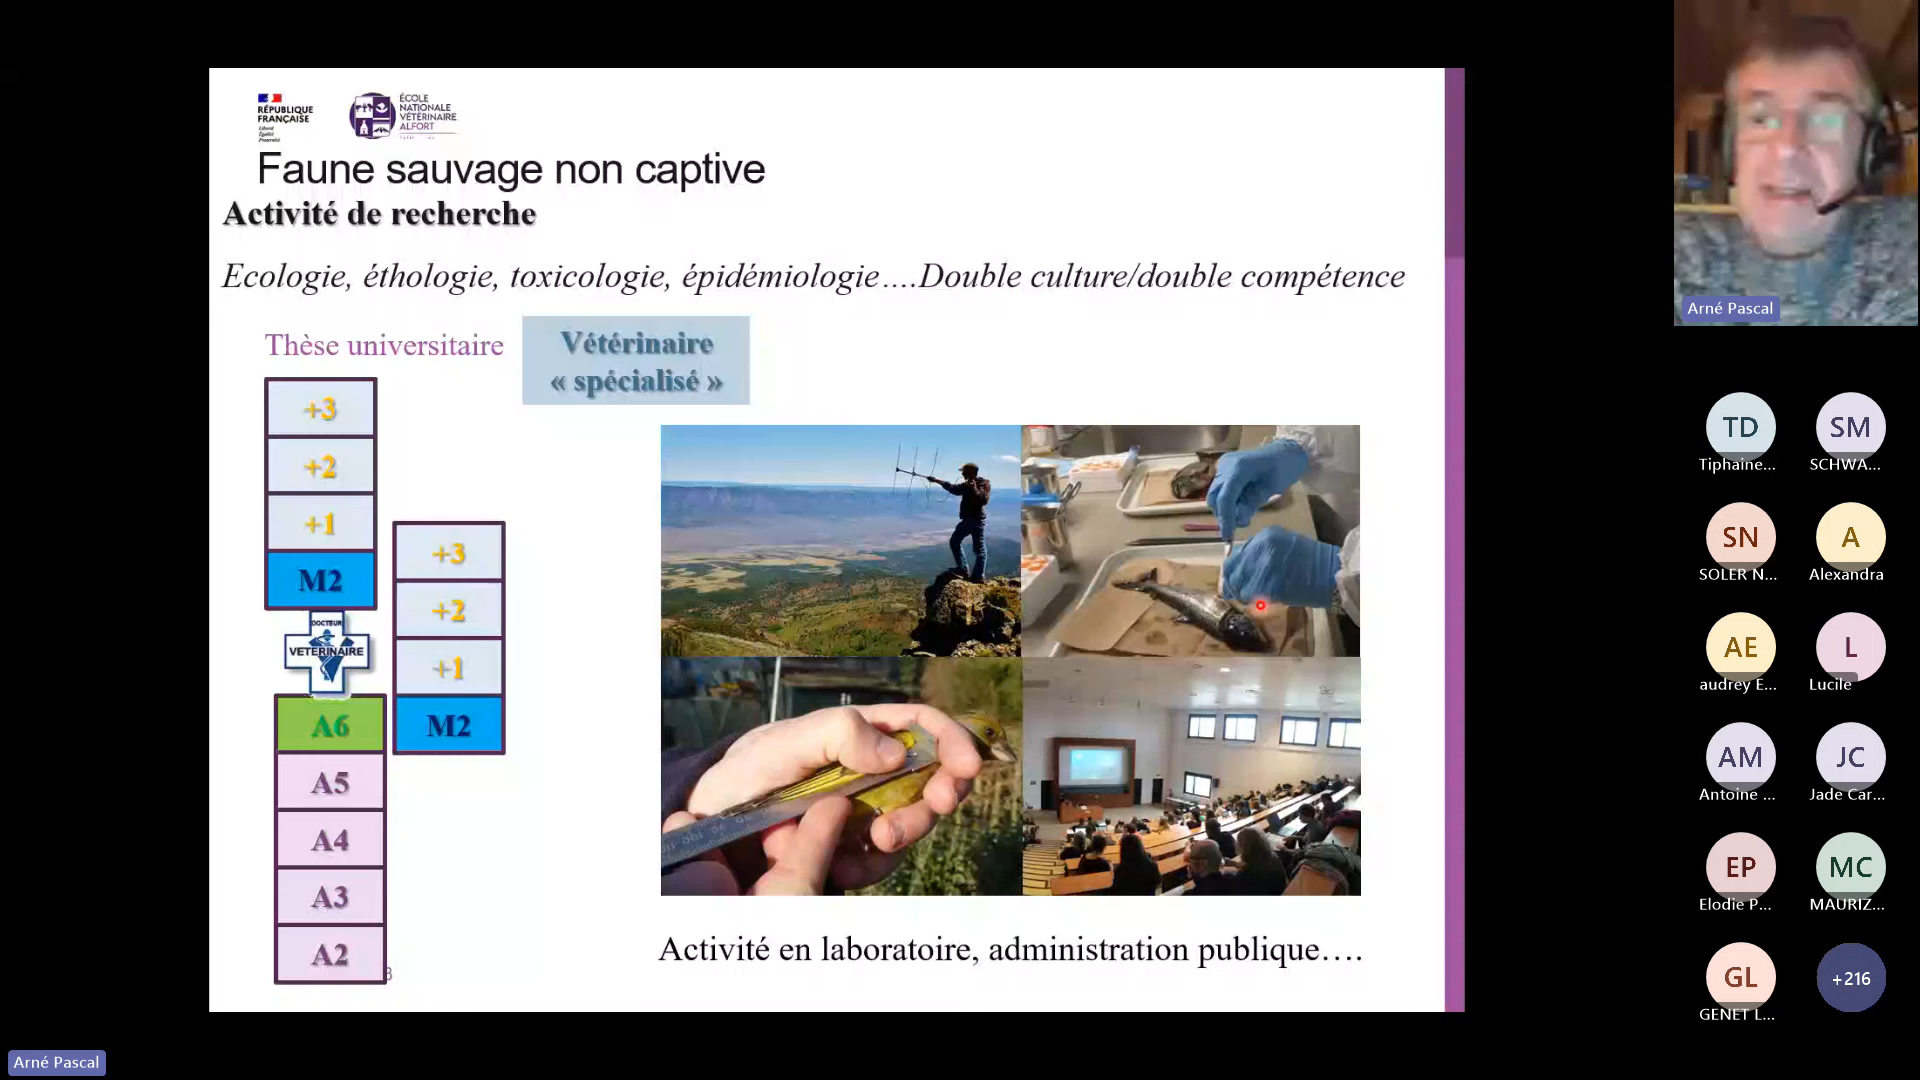 RÉPUBLIQUE
FRANÇAISE
Liberté
Égalité
Fraternité
ÉCOLE
NATIONALE
VÉTÉRINAIRE
ALFORT
Faune sauvage non captive
Activité de recherche
Ecologie, éthologie, toxicologie, épidémiologie….Double culture/double compétence
Thèse universitaire
Vétérinaire
« spécialisé »
+3
+2
+1
M2
DOCTEUR
VETERINAIRE
A6
A5
A4
A3
A2
+3
+2
+1
M2
Activité en laboratoire, administration publique….
Arné Pascal
TD
Tiphaine...
SM
SCHWA...
SN
SOLER N...
A
Alexandra
AE
audrey E...
L
Lucile
AM
Antoine ...
JC
Jade Car...
EP
Elodie P...
MC
MAURIZ...
GL
GENET L...
+216
Arné Pascal